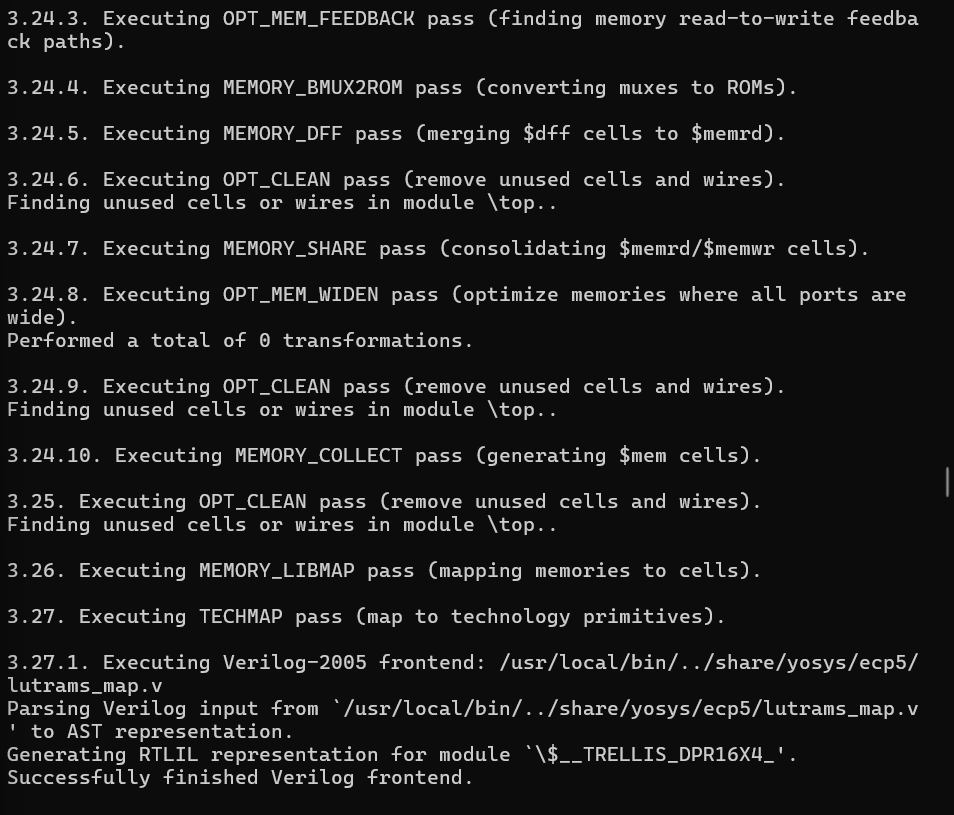 3.24.3. Executing OPT_MEM_FEEDBACK pass (finding memory read-to-write feedba
ck paths).
3.24.4. Executing MEMORY_BMUX2ROM pass (converting muxes to ROMs).
3.24.5. Executing MEMORY_DFF pass (merging $dff cells to $memrd).
3.24.6. Executing OPT_CLEAN pass (remove unused cells and wires).
Finding unused cells or wires in module \top..
3.24.7. Executing MEMORY_SHARE pass (consolidating $memrd/$memwr cells).
3.24.8. Executing OPT_MEM_WIDEN pass (optimize memories where all ports are
wide).
Performed a total of 0 transformations.
3.24.9. Executing OPT_CLEAN pass (remove unused cells and wires).
Finding unused cells or wires in module \top..
3.24.10. Executing MEMORY_COLLECT pass (generating $mem cells).
3.25. Executing OPT_CLEAN pass (remove unused cells and wires).
Finding unused cells or wires in module \top..
3.26. Executing MEMORY_LIBMAP pass (mapping memories to cells).
3.27. Executing TECHMAP pass (map to technology primitives).
3.27.1. Executing Verilog-2005 frontend: /usr/local/bin/../share/yosys/ecp5/
lutrams_map.v
Parsing Verilog input from `/usr/local/bin/../share/yosys/ecp5/lutrams_map.v
' to AST representation.
Generating RTLIL representation for module `\$__TRELLIS_DPR16X4_'.
Successfully finished Verilog frontend.